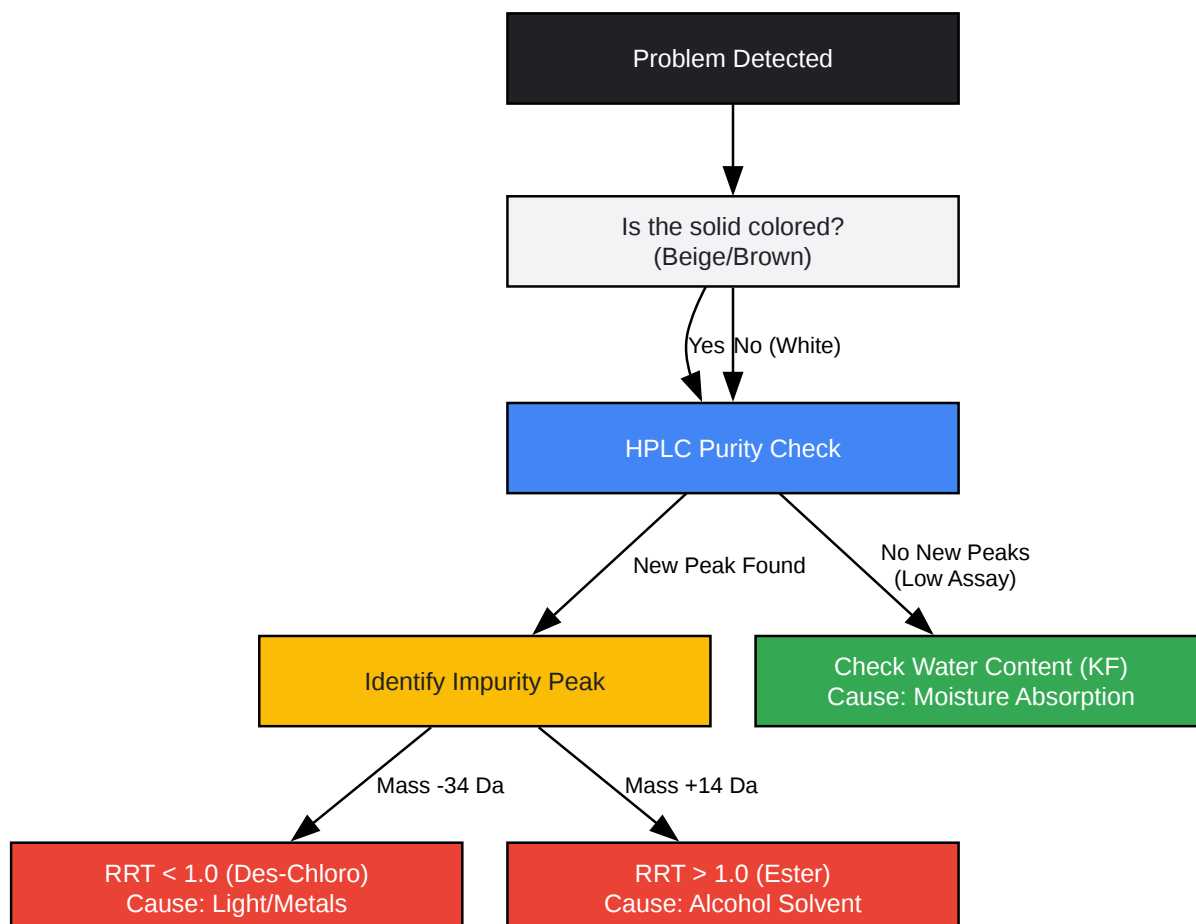 Problem Detected
Is the solid colored?
(Beige/Brown)
Yes
No (White)
HPLC Purity Check
New Peak Found
No New Peaks
(Low Assay)
Identify Impurity Peak
Check Water Content (KF)
Cause: Moisture Absorption
Mass -34 Da
Mass +14 Da
RRT < 1.0 (Des-Chloro)
Cause: Light/Metals
RRT > 1.0 (Ester)
Cause: Alcohol Solvent